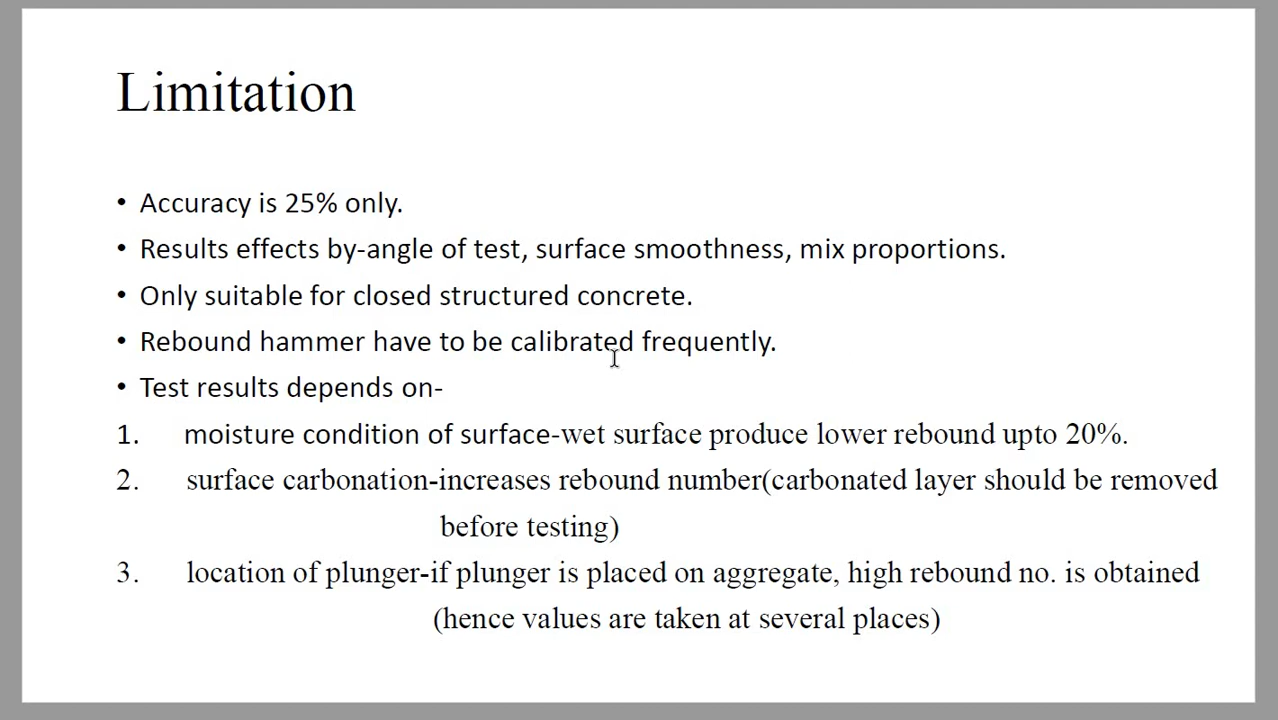 Limitation
• Accuracy is 25% only.
• Results effects by-angle of test, surface smoothness, mix proportions.
• Only suitable for closed structured concrete.
• Rebound hammer have to be calibrated frequently.
• Test results depends on-
1. moisture condition of surface-wet surface produce lower rebound upto 20%.
2. surface carbonation-increases rebound number(carbonated layer should be removed
before testing)
3. location of plunger-if plunger is placed on aggregate, high rebound no. is obtained
(hence values are taken at several places)